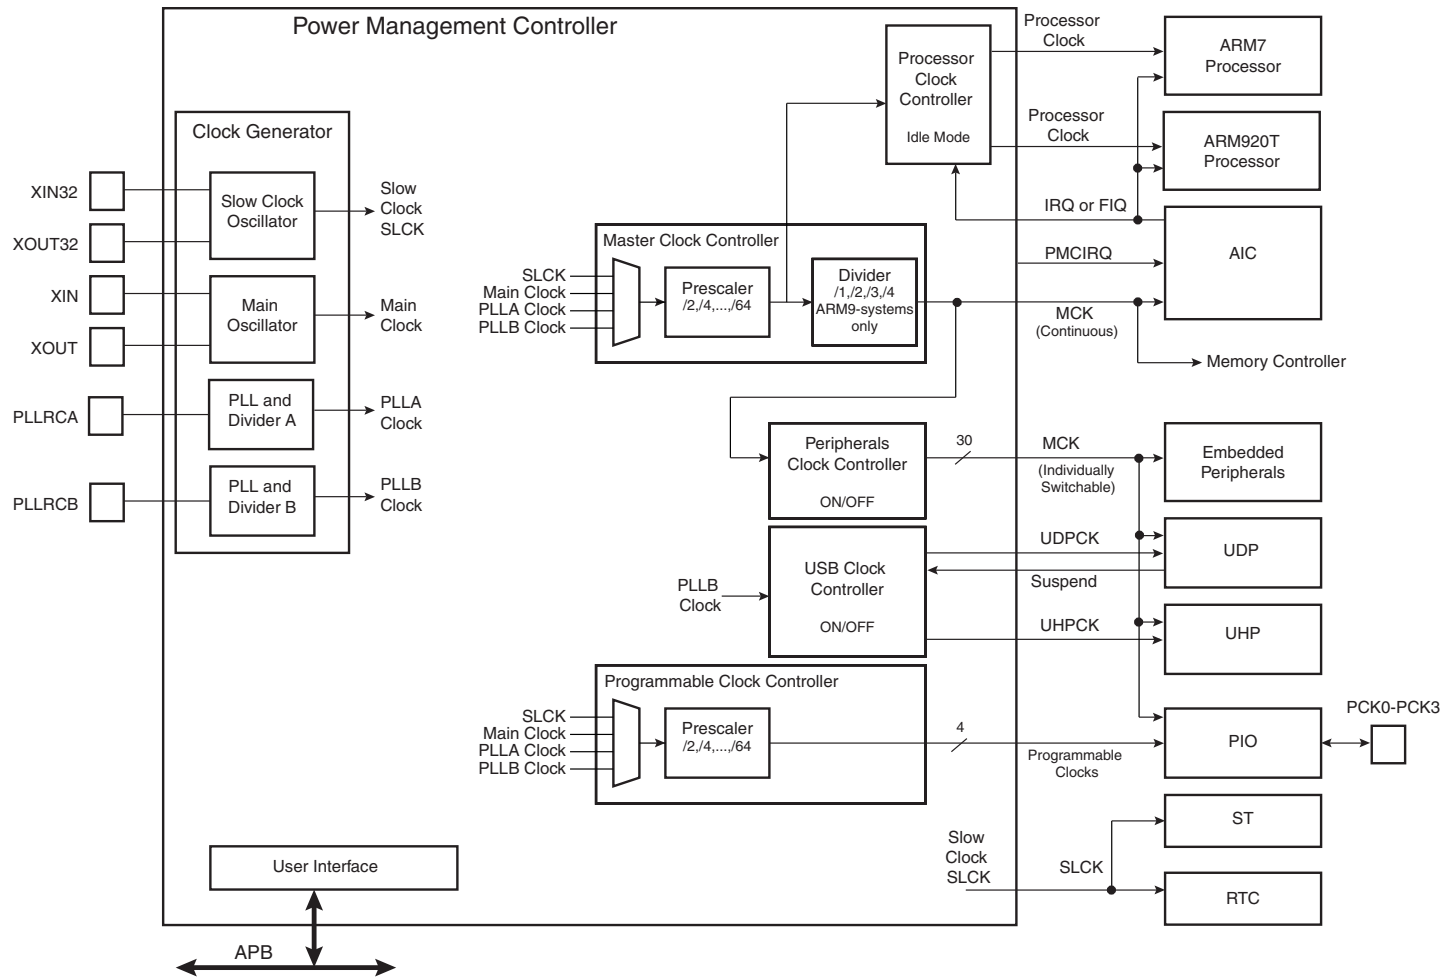 Power Management Controller
Clock Generator
XIN32
XOUT32
Slow Clock
Oscillator
Slow
Clock
SLCK
XIN
XOUT
Main
Oscillator
Main
Clock
PLLRCA
PLL and
Divider A
PLLA
Clock
PLLRCB
PLL and
Divider B
PLLB
Clock
User Interface
APB
Processor
Clock
Controller
Idle Mode
Processor
Clock
ARM7
Processor
Processor
Clock
ARM920T
Processor
IRQ or FIQ
PMCIRQ
AIC
Master Clock Controller
SLCK
Main Clock
PLLA Clock
PLLB Clock
Prescaler
/2,/4,...,/64
Divider
/1,/2,/3,/4
ARM9-systems
only
MCK
(Continuous)
Memory Controller
Peripherals
Clock Controller
ON/OFF
30
MCK
(Individually
Switchable)
Embedded
Peripherals
PLLB
Clock
USB Clock
Controller
ON/OFF
UDPCK
Suspend
UDP
UHPCK
UHP
Programmable Clock Controller
SLCK
Main Clock
PLLA Clock
PLLB Clock
Prescaler
/2,/4,...,/64
4
Programmable
Clocks
PIO
PCK0-PCK3
Slow
Clock
SLCK
SLCK
ST
RTC